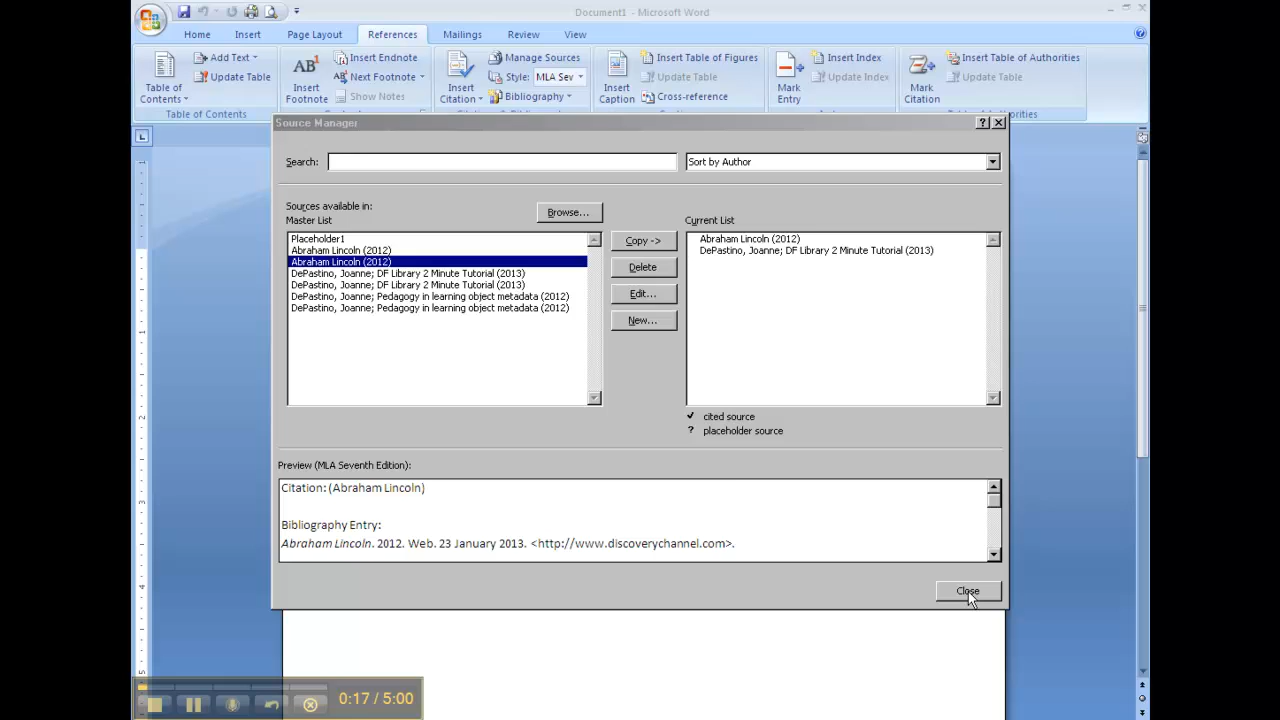 Document1 - Microsoft Word
Home Insert Page Layout References Mailings Review View
Table of Contents
Add Text
Update Table
Table of Contents
AB1
Insert Footnote
Insert Endnote
Next Footnote
Show Notes
Insert Citation
Manage Sources
Style: MLA Sev
Bibliography
Insert Caption
Insert Table of Figures
Update Table
Cross-reference
Mark Entry
Insert Index
Update Index
Mark Citation
Insert Table of Authorities
Update Table
Source Manager
Search:
Sort by Author
Sources available in:
Master List
Browse...
Current List
Placeholder1
Abraham Lincoln (2012)
Abraham Lincoln (2012)
DePastino, Joanne; DF Library 2 Minute Tutorial (2013)
DePastino, Joanne; DF Library 2 Minute Tutorial (2013)
DePastino, Joanne; Pedagogy in learning object metadata (2012)
DePastino, Joanne; Pedagogy in learning object metadata (2012)
Copy ->
Delete
Edit...
New...
Abraham Lincoln (2012)
DePastino, Joanne; DF Library 2 Minute Tutorial (2013)
cited source
? placeholder source
Preview (MLA Seventh Edition):
Citation: (Abraham Lincoln)
Bibliography Entry:
Abraham Lincoln. 2012. Web. 23 January 2013. <http://www.discoverychannel.com>.
Close
0:17 / 5:00